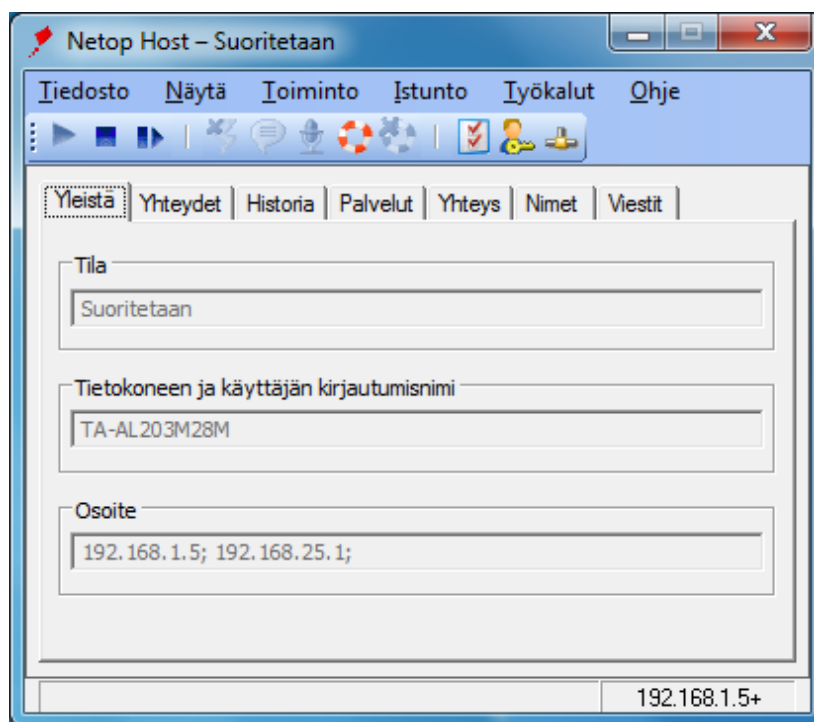 Netop Host – Suoritetaan
Tiedosto Näytä Toiminto Istunto Työkalut Ohje
Yleistä Yhteydet Historia Palvelut Yhteys Nimet Viestit
Tila
Suoritetaan
Tietokoneen ja käyttäjän kirjautumisnimi
TA-AL203M28M
Osoite
192.168.1.5; 192.168.25.1;
192.168.1.5+